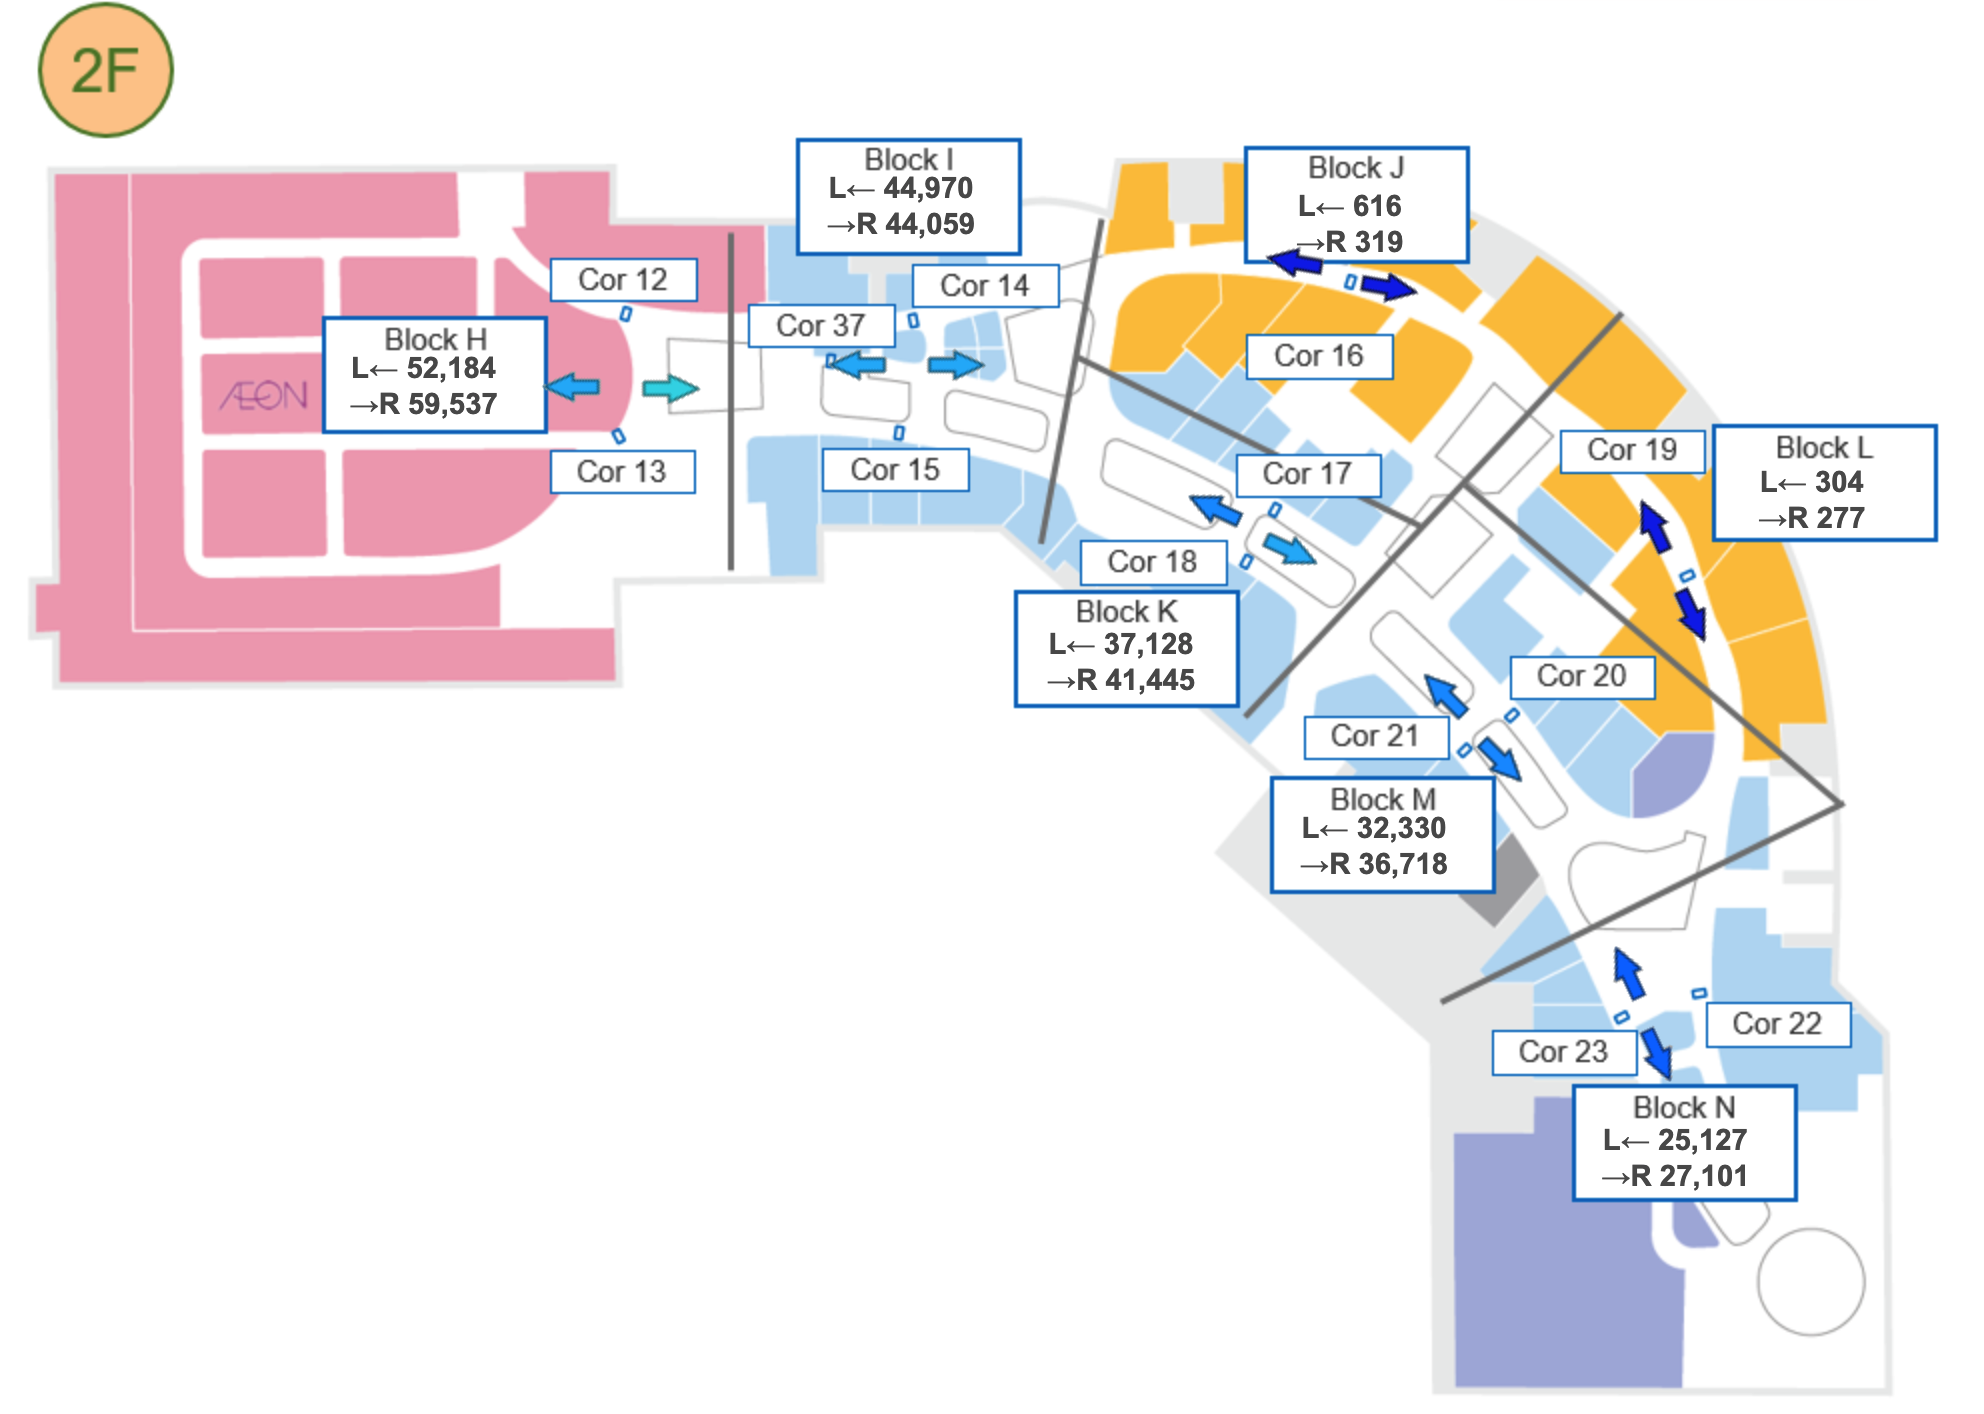 2F
Block I
L← 44,970
→R 44,059
Block J
L← 616
→R 319
Cor 12
Cor 14
Cor 37
Block H
L← 52,184
→R 59,537
ÆON
Cor 16
Cor 13
Cor 15
Cor 17
Cor 19
Block L
L← 304
→R 277
Cor 18
Block K
L← 37,128
→R 41,445
Cor 20
Cor 21
Block M
L← 32,330
→R 36,718
Cor 22
Cor 23
Block N
L← 25,127
→R 27,101